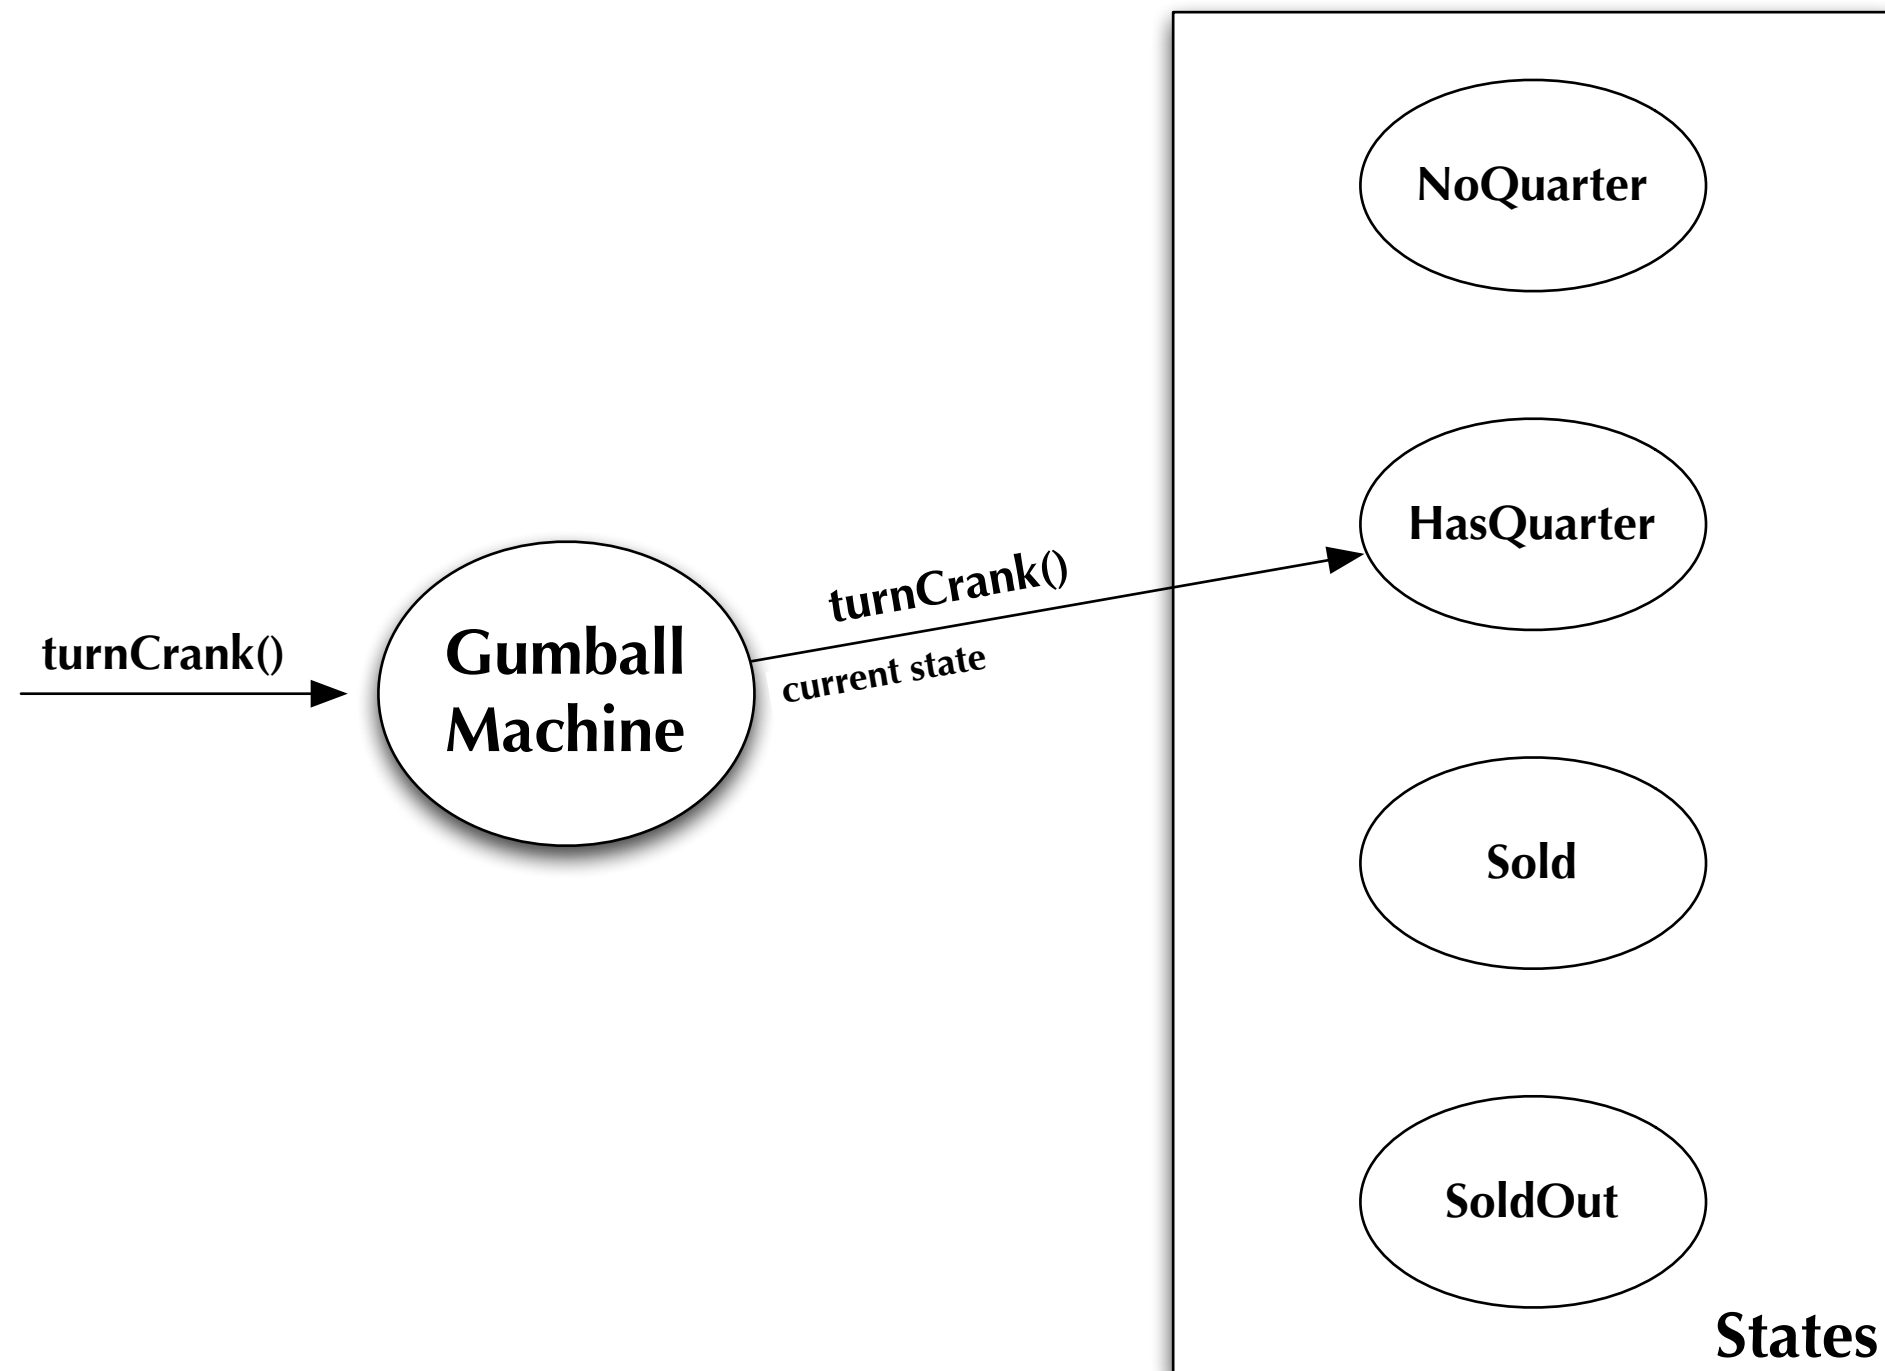 NoQuarter
HasQuarter
turnCrank()
turnCrank()
current state
Gumball
Machine
Sold
SoldOut
States